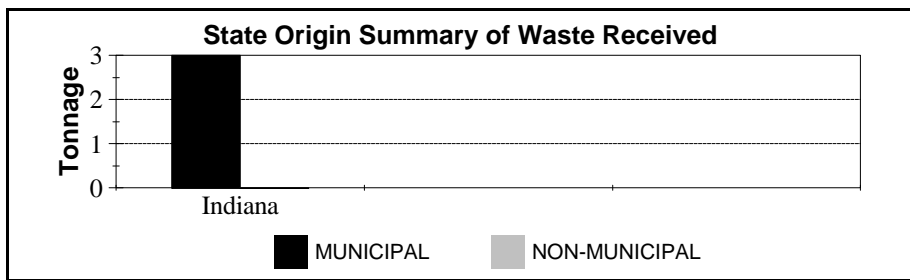 State Origin Summary of Waste Received
Tonnage
3
2
1
0
Indiana
MUNICIPAL NON-MUNICIPAL